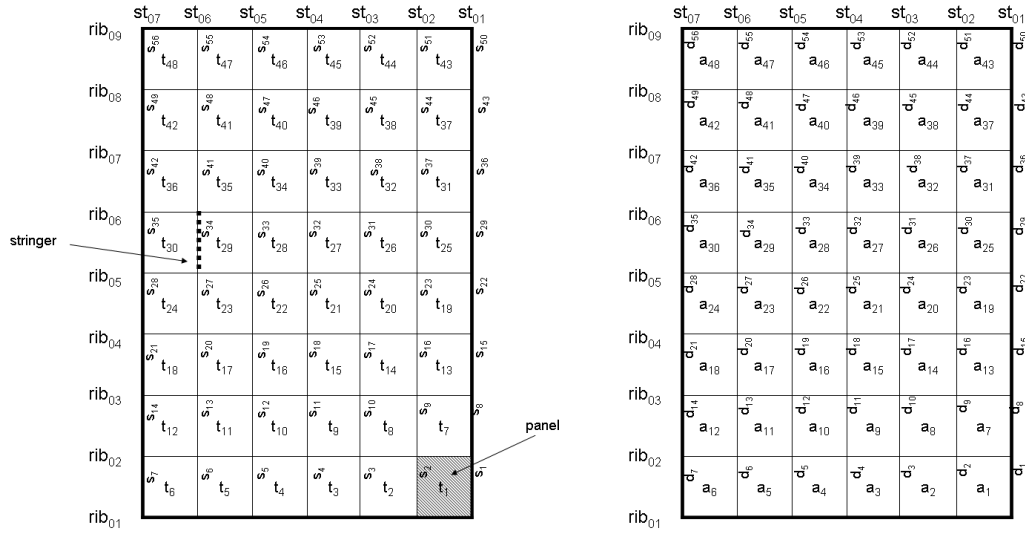 st07 st06 st05 st04 st03 st02 st01
rib09
s56 s55 s54 s53 s52 s51 s50
t48 t47 t46 t45 t44 t43
rib08
s49 s48 s47 s46 s45 s44 s43
t42 t41 t40 t39 t38 t37
rib07
s42 s41 s40 s39 s38 s37 s36
t36 t35 t34 t33 t32 t31
rib06
s35 s34 s33 s32 s31 s30 s29
t30 t29 t28 t27 t26 t25
stringer
rib05
s28 s27 s26 s25 s24 s23 s22
t24 t23 t22 t21 t20 t19
rib04
s21 s20 s19 s18 s17 s16 s15
t18 t17 t16 t15 t14 t13
rib03
s14 s13 s12 s11 s10 s9 s8
t12 t11 t10 t9 t8 t7
panel
rib02
s7 s6 s5 s4 s3 s2 s1
t6 t5 t4 t3 t2 t1
rib01
st07 st06 st05 st04 st03 st02 st01
rib09
d56 d55 d54 d53 d52 d51 d50
a48 a47 a46 a45 a44 a43
rib08
d49 d48 d47 d46 d45 d44 d43
a42 a41 a40 a39 a38 a37
rib07
d42 d41 d40 d39 d38 d37 d36
a36 a35 a34 a33 a32 a31
rib06
d35 d34 d33 d32 d31 d30 d29
a30 a29 a28 a27 a26 a25
rib05
d28 d27 d26 d25 d24 d23 d22
a24 a23 a22 a21 a20 a19
rib04
d21 d20 d19 d18 d17 d16 d15
a18 a17 a16 a15 a14 a13
rib03
d14 d13 d12 d11 d10 d9 d8
a12 a11 a10 a9 a8 a7
rib02
d7 d6 d5 d4 d3 d2 d1
a6 a5 a4 a3 a2 a1
rib01